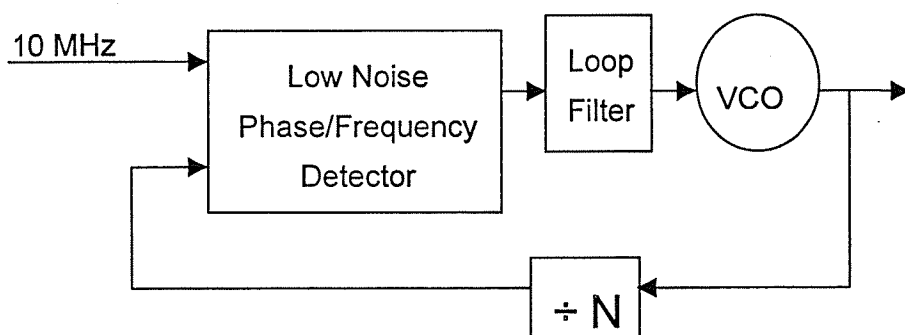 10 MHz
Low Noise
Phase/Frequency
Detector
Loop
Filter
VCO
÷ N